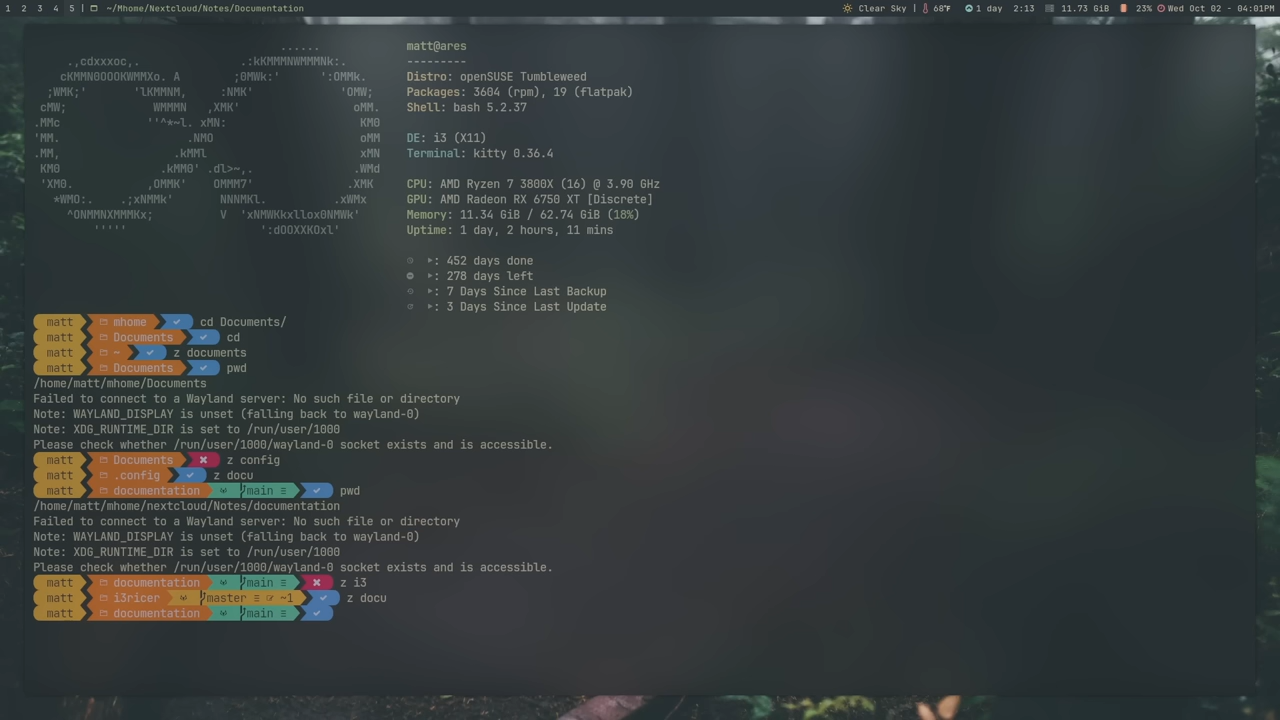 1 2 3 4 5 | ~/Mhome/Nextcloud/Notes/Documentation
Clear Sky | 68°F 1 day 2:13 11.73 GiB 23% Wed Oct 02 - 04:01PM
matt@ares
---------
Distro: openSUSE Tumbleweed
Packages: 3604 (rpm), 19 (flatpak)
Shell: bash 5.2.37
DE: i3 (X11)
Terminal: kitty 0.36.4
CPU: AMD Ryzen 7 3800X (16) @ 3.90 GHz
GPU: AMD Radeon RX 6750 XT [Discrete]
Memory: 11.34 GiB / 62.74 GiB (18%)
Uptime: 1 day, 2 hours, 11 mins
: 452 days done
: 278 days left
: 7 Days Since Last Backup
: 3 Days Since Last Update
matt mhome cd Documents/
matt Documents cd
matt ~ z documents
matt Documents pwd
/home/matt/mhome/Documents
Failed to connect to a Wayland server: No such file or directory
Note: WAYLAND_DISPLAY is unset (falling back to wayland-0)
Note: XDG_RUNTIME_DIR is set to /run/user/1000
Please check whether /run/user/1000/wayland-0 socket exists and is accessible.
matt Documents z config
matt .config z docu
matt documentation main ≡ pwd
/home/matt/mhome/nextcloud/Notes/documentation
Failed to connect to a Wayland server: No such file or directory
Note: WAYLAND_DISPLAY is unset (falling back to wayland-0)
Note: XDG_RUNTIME_DIR is set to /run/user/1000
Please check whether /run/user/1000/wayland-0 socket exists and is accessible.
matt documentation main ≡ z i3
matt i3ricer master ≡ ~1 z docu
matt documentation main ≡